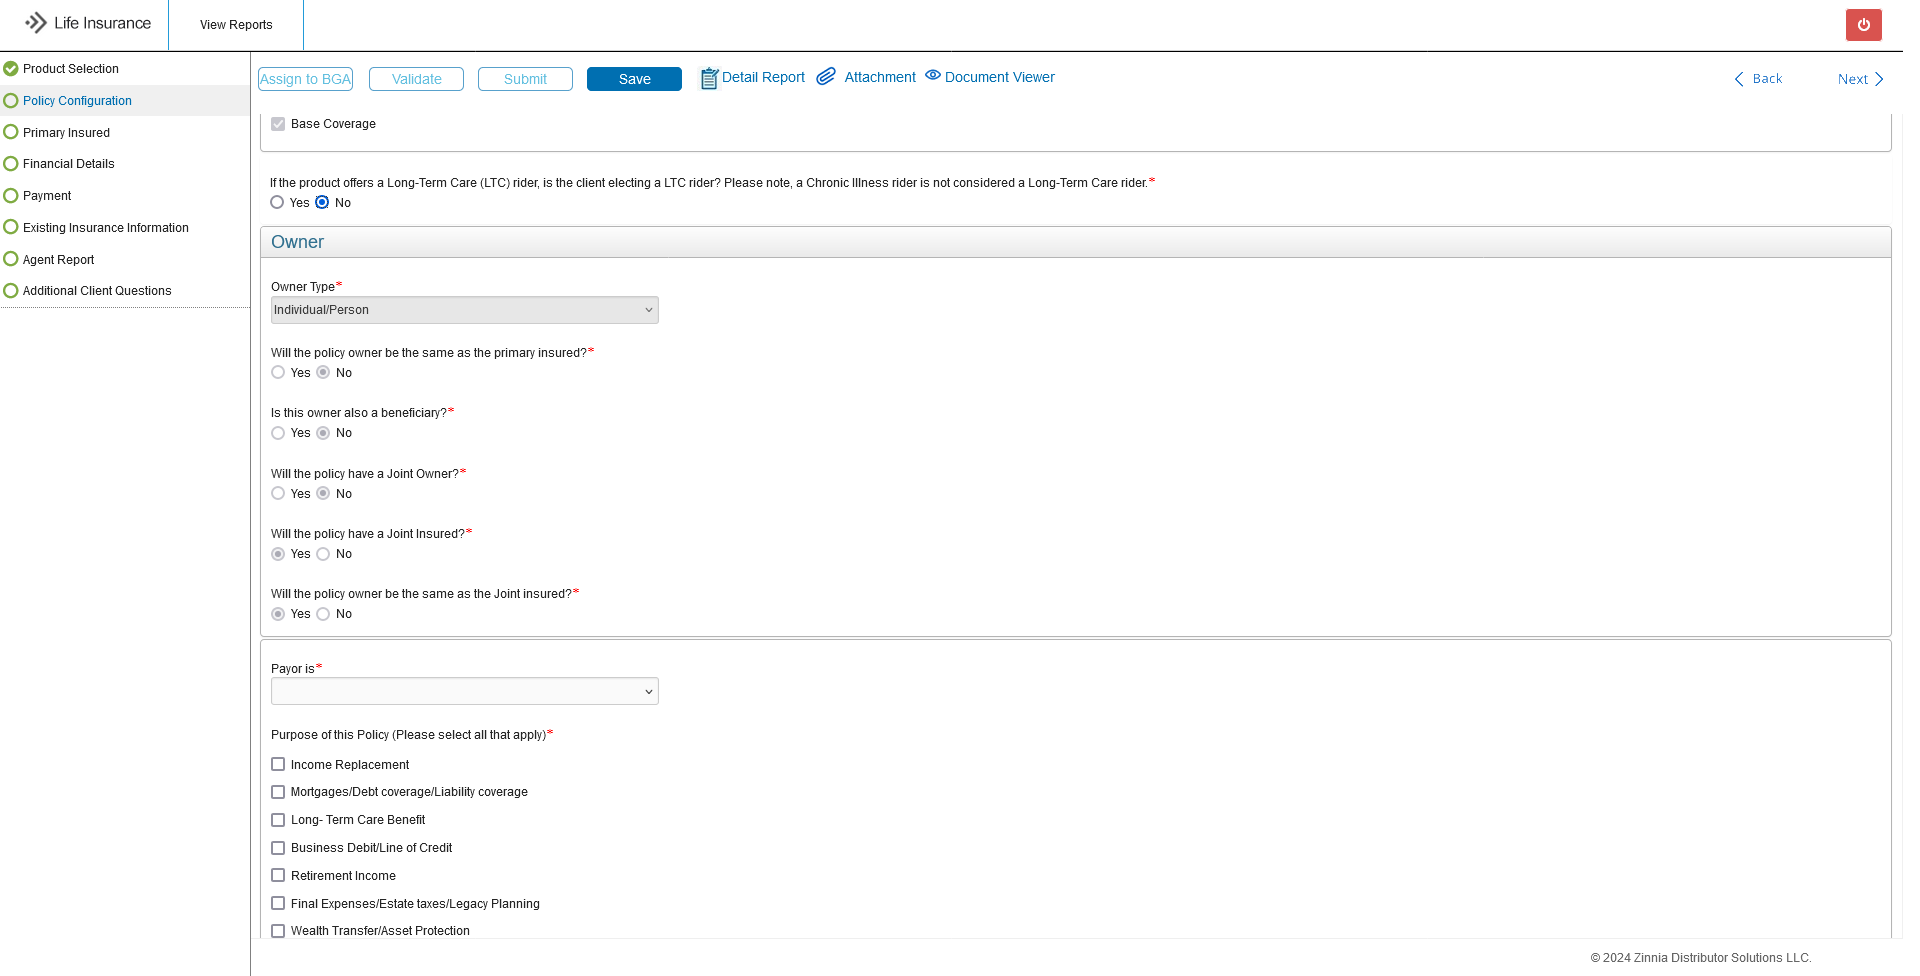 Life Insurance
View Reports
Product Selection
Policy Configuration
Primary Insured
Financial Details
Payment
Existing Insurance Information
Agent Report
Additional Client Questions
Assign to BGA
Validate
Submit
Save
Detail Report
Attachment
Document Viewer
Back
Next
Base Coverage
If the product offers a Long-Term Care (LTC) rider, is the client electing a LTC rider? Please note, a Chronic Illness rider is not considered a Long-Term Care rider.*
Yes No
Owner
Owner Type*
Individual/Person
Will the policy owner be the same as the primary insured?*
Yes No
Is this owner also a beneficiary?*
Yes No
Will the policy have a Joint Owner?*
Yes No
Will the policy have a Joint Insured?*
Yes No
Will the policy owner be the same as the Joint insured?*
Yes No
Payor is*
Purpose of this Policy (Please select all that apply)*
Income Replacement
Mortgages/Debt coverage/Liability coverage
Long- Term Care Benefit
Business Debit/Line of Credit
Retirement Income
Final Expenses/Estate taxes/Legacy Planning
Wealth Transfer/Asset Protection
© 2024 Zinnia Distributor Solutions LLC.